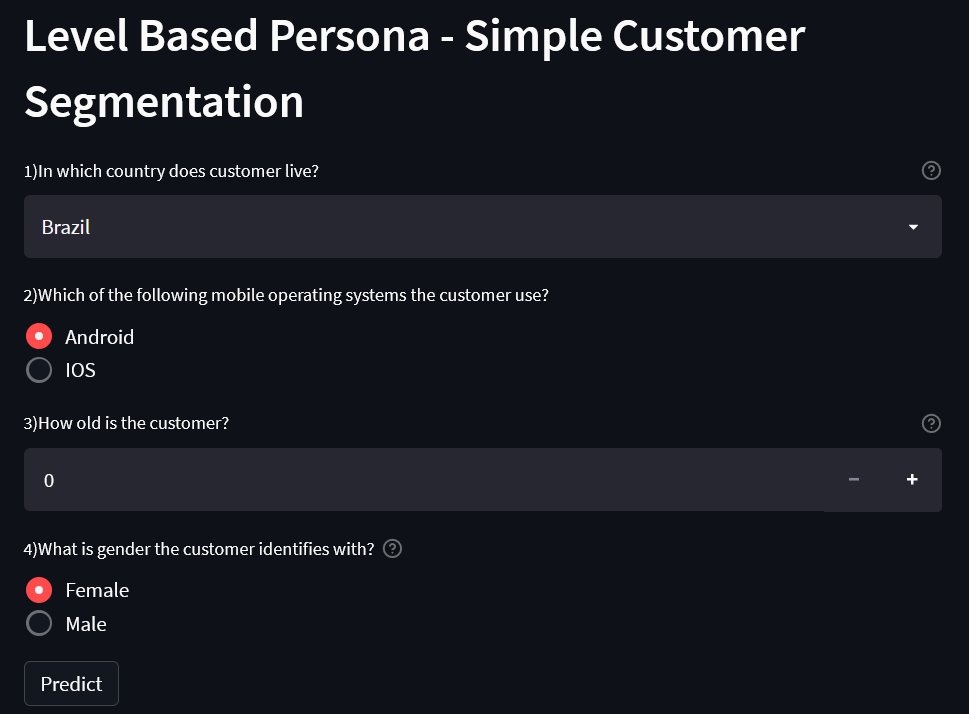 Level Based Persona - Simple Customer
Segmentation
1)In which country does customer live?
Brazil
2)Which of the following mobile operating systems the customer use?
Android
IOS
3)How old is the customer?
0
4)What is gender the customer identifies with?
Female
Male
Predict